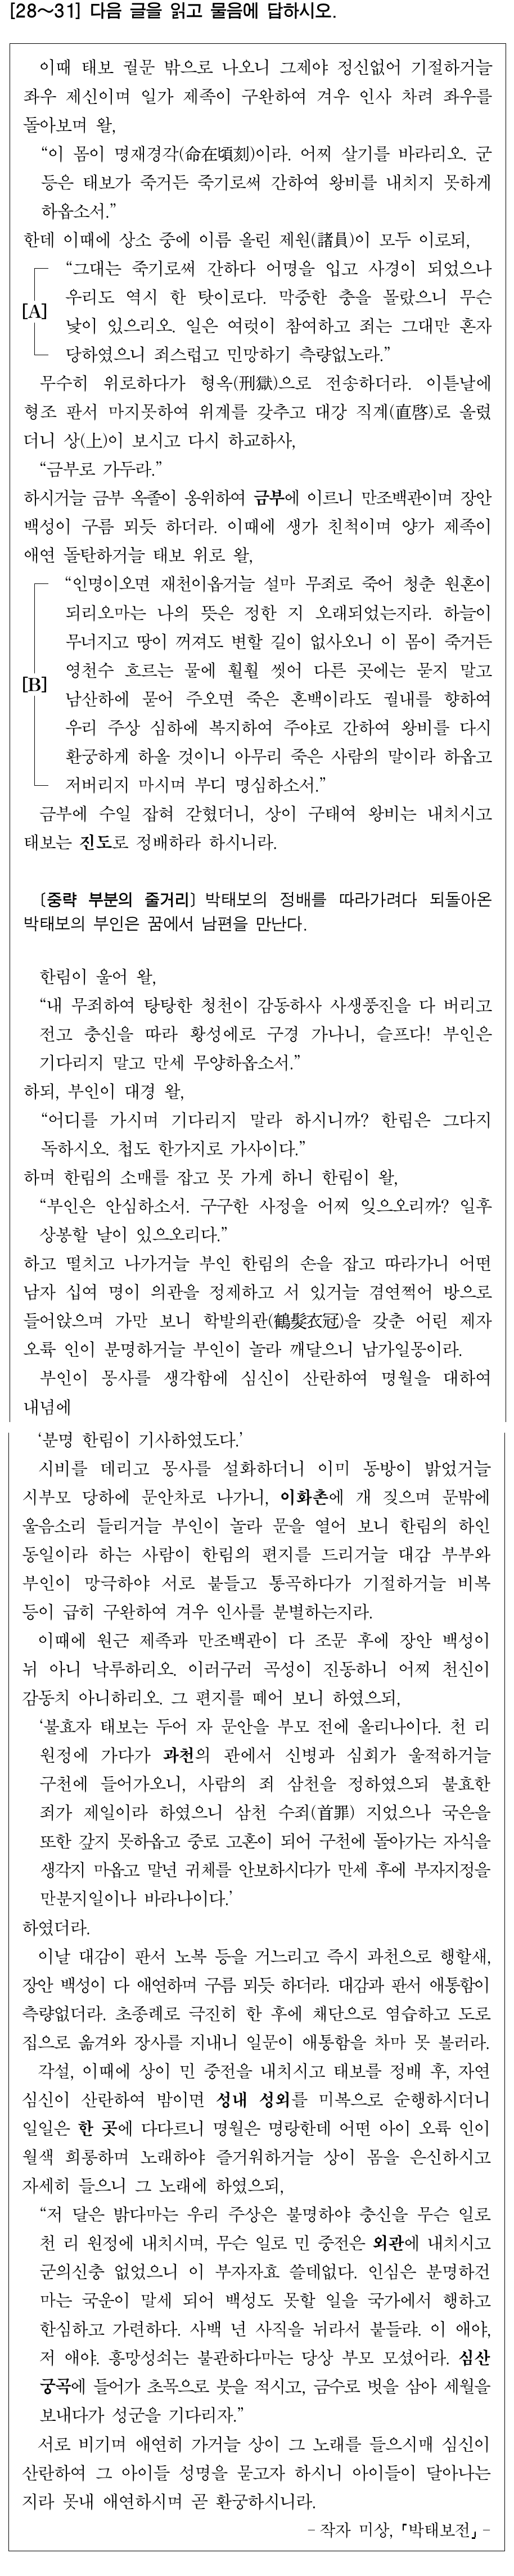 [28～31] 다음 글을 읽고 물음에 답하시오.
이때 태보 궐문 밖으로 나오니 그제야 정신없어 기절하거늘
좌우 제신이며 일가 제족이 구완하여 겨우 인사 차려 좌우를
돌아보며 왈,
“이 몸이 명재경각(命在頃刻)이라. 어찌 살기를 바라리오. 군
등은 태보가 죽거든 죽기로써 간하여 왕비를 내치지 못하게
하옵소서.”
한데 이때에 상소 중에 이름 올린 제원(諸員)이 모두 이로되,
[A]
“그대는 죽기로써 간하다 어명을 입고 사경이 되었으나
우리도 역시 한 탓이로다. 막중한 충을 몰랐으니 무슨
낯이 있으리오. 일은 여럿이 참여하고 죄는 그대만 혼자
당하였으니 죄스럽고 민망하기 측량없노라.”
무수히 위로하다가 형옥(刑獄)으로 전송하더라. 이튿날에
형조 판서 마지못하여 위계를 갖추고 대강 직계(直啓)로 올렸
더니 상(上)이 보시고 다시 하교하사,
“금부로 가두라.”
하시거늘 금부 옥졸이 옹위하여 금부에 이르니 만조백관이며 장안
백성이 구름 뫼듯 하더라. 이때에 생가 친척이며 양가 제족이
애연 돌탄하거늘 태보 위로 왈,
[B]
“인명이오면 재천이옵거늘 설마 무죄로 죽어 청춘 원혼이
되리오마는 나의 뜻은 정한 지 오래되었는지라. 하늘이
무너지고 땅이 꺼져도 변할 길이 없사오니 이 몸이 죽거든
영천수 흐르는 물에 훨훨 씻어 다른 곳에는 묻지 말고
남산하에 묻어 주오면 죽은 혼백이라도 궐내를 향하여
우리 주상 심하에 복지하여 주야로 간하여 왕비를 다시
환궁하게 하올 것이니 아무리 죽은 사람의 말이라 하옵고
저버리지 마시며 부디 명심하소서.”
금부에 수일 잡혀 갇혔더니, 상이 구태여 왕비는 내치시고
태보는 진도로 정배하라 하시니라.
[중략 부분의 줄거리] 박태보의 정배를 따라가려다 되돌아온
박태보의 부인은 꿈에서 남편을 만난다.
한림이 울어 왈,
“내 무죄하여 탕탕한 청천이 감동하사 사생풍진을 다 버리고
전고 충신을 따라 황성에로 구경 가나니, 슬프다! 부인은
기다리지 말고 만세 무양하옵소서.”
하되, 부인이 대경 왈,
“어디를 가시며 기다리지 말라 하시니까? 한림은 그다지
독하시오. 첩도 한가지로 가사이다.”
하며 한림의 소매를 잡고 못 가게 하니 한림이 왈,
“부인은 안심하소서. 구구한 사정을 어찌 잊으오리까? 일후
상봉할 날이 있으오리다.”
하고 떨치고 나가거늘 부인 한림의 손을 잡고 따라가니 어떤
남자 십여 명이 의관을 정제하고 서 있거늘 겸연쩍어 방으로
들어앉으며 가만 보니 학발의관(鶴髮衣冠)을 갖춘 어린 제자
오륙 인이 분명하거늘 부인이 놀라 깨달으니 남가일몽이라.
부인이 몽사를 생각함에 심신이 산란하여 명월을 대하여
내념에
‘분명 한림이 기사하였도다.’
시비를 데리고 몽사를 설화하더니 이미 동방이 밝았거늘
시부모 당하에 문안차로 나가니, 이화촌에 개 짖으며 문밖에
울음소리 들리거늘 부인이 놀라 문을 열어 보니 한림의 하인
동일이라 하는 사람이 한림의 편지를 드리거늘 대감 부부와
부인이 망극하야 서로 붙들고 통곡하다가 기절하거늘 비복
등이 급히 구완하여 겨우 인사를 분별하는지라.
이때에 원근 제족과 만조백관이 다 조문 후에 장안 백성이
뉘 아니 낙루하리오. 이러구러 곡성이 진동하니 어찌 천신이
감동치 아니하리오. 그 편지를 떼어 보니 하였으되,
‘불효자 태보는 두어 자 문안을 부모 전에 올리나이다. 천 리
원정에 가다가 과천의 관에서 신병과 심회가 울적하거늘
구천에 들어가오니, 사람의 죄 삼천을 정하였으되 불효한
죄가 제일이라 하였으니 삼천 수죄(首罪) 지었으나 국은을
또한 갚지 못하옵고 중로 고혼이 되어 구천에 돌아가는 자식을
생각지 마옵고 말년 귀체를 안보하시다가 만세 후에 부자지정을
만분지일이나 바라나이다.’
하였더라.
이날 대감이 판서 노복 등을 거느리고 즉시 과천으로 행할새,
장안 백성이 다 애연하며 구름 뫼듯 하더라. 대감과 판서 애통함이
측량없더라. 초종례로 극진히 한 후에 채단으로 염습하고 도로
집으로 옮겨와 장사를 지내니 일문이 애통함을 차마 못 볼러라.
각설, 이때에 상이 민 중전을 내치시고 태보를 정배 후, 자연
심신이 산란하여 밤이면 성내 성외를 미복으로 순행하시더니
일일은 한 곳에 다다르니 명월은 명랑한데 어떤 아이 오륙 인이
월색 희롱하며 노래하야 즐거워하거늘 상이 몸을 은신하시고
자세히 들으니 그 노래에 하였으되,
“저 달은 밝다마는 우리 주상은 불명하야 충신을 무슨 일로
천 리 원정에 내치시며, 무슨 일로 민 중전은 외관에 내치시고
군의신충 없었으니 이 부자자효 쓸데없다. 인심은 분명하건
마는 국운이 말세 되어 백성도 못할 일을 국가에서 행하고
한심하고 가련하다. 사백 년 사직을 뉘라서 붙들랴. 이 애야,
저 애야. 흥망성쇠는 불관하다마는 당상 부모 모셨어라. 심산
궁곡에 들어가 초목으로 붓을 적시고, 금수로 벗을 삼아 세월을
보내다가 성군을 기다리자.”
서로 비기며 애연히 가거늘 상이 그 노래를 들으시매 심신이
산란하여 그 아이들 성명을 묻고자 하시니 아이들이 달아나는
지라 못내 애연하시며 곧 환궁하시니라.
- 작자 미상, 「박태보전」 -